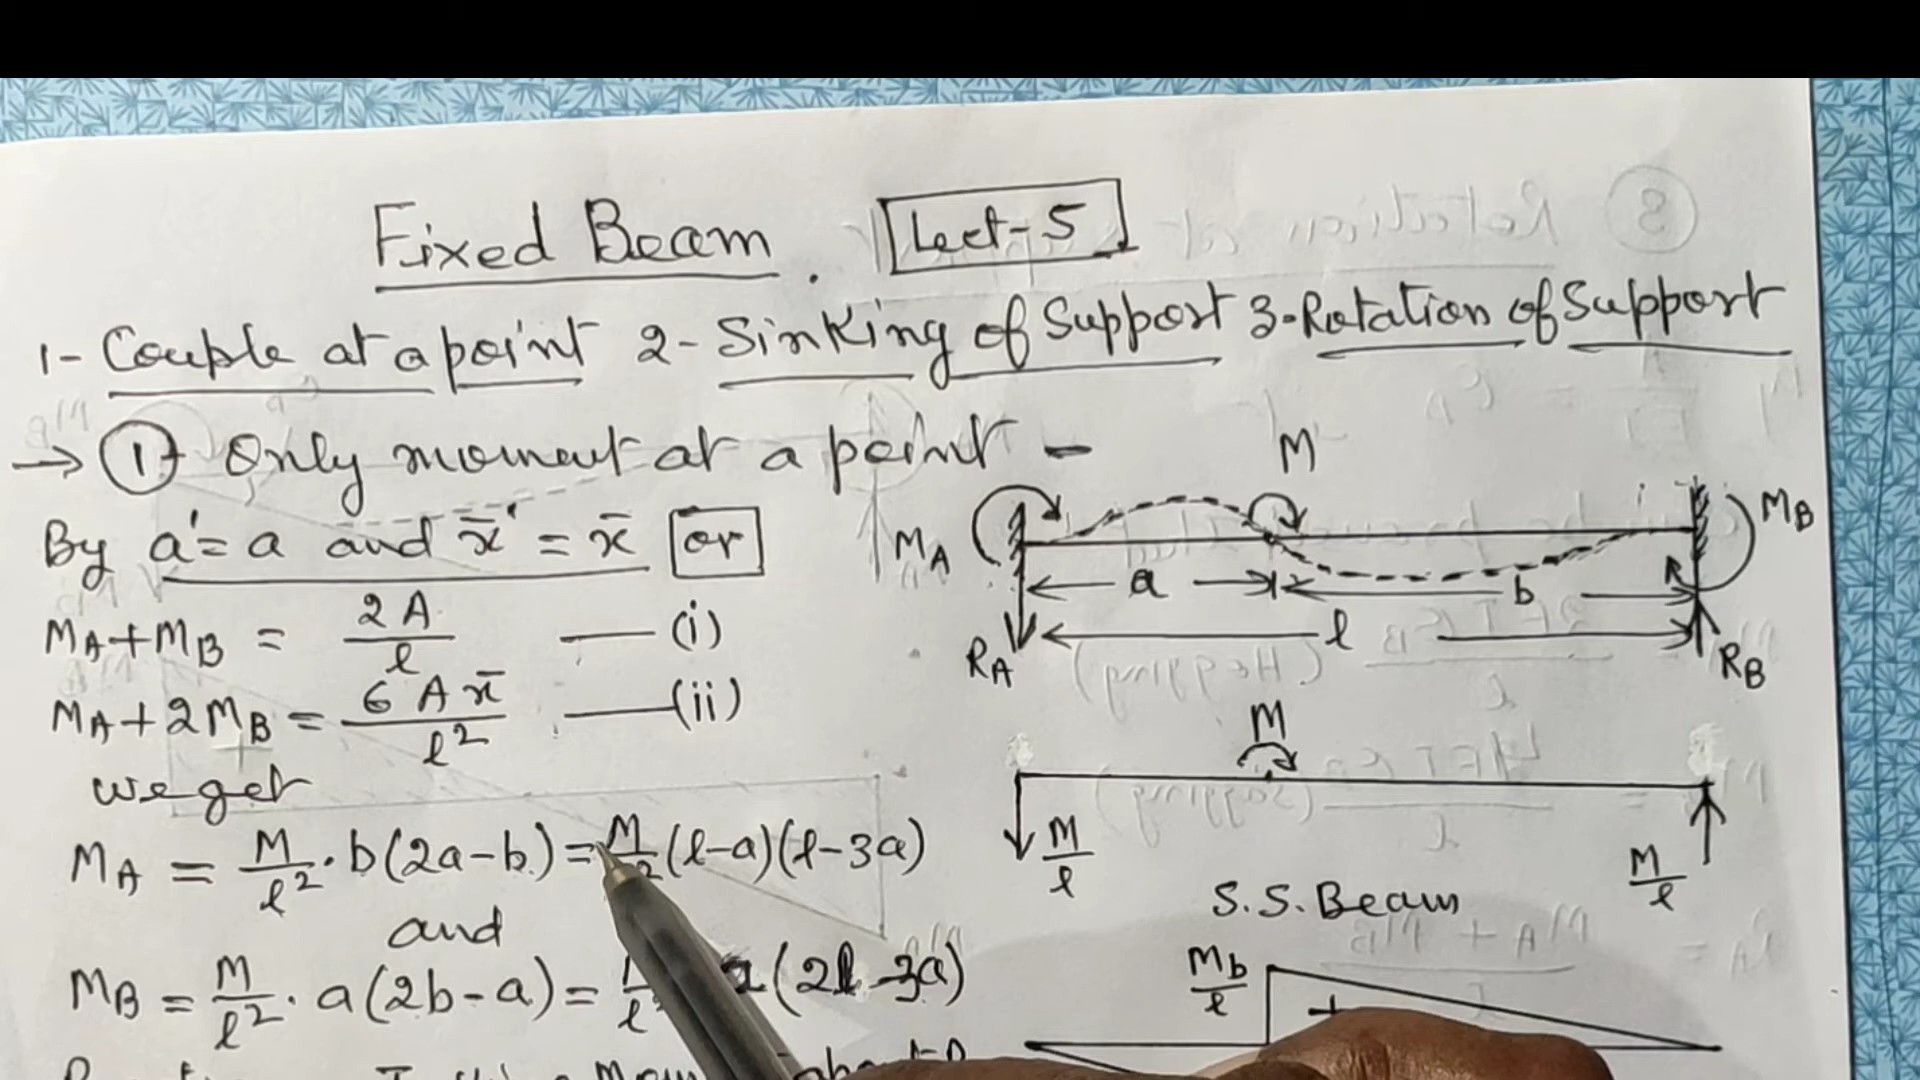 Fixed Beam. Lect-5
1- Couple at a point 2- Sinking of Support 3-Rotation of Support
→ ① Only moment at a point -
By a'= a and x̄' = x̄ or
MA+MB = 2A/l —— (i)
MA+2MB = 6Ax̄/l² ——(ii)
we get
MA = M/l² · b(2a-b) = (l-a)(l-3a)
and
MB = M/l² · a(2b-a) = (2l-3a)
M
MA
MB
a
b
l
RA
RB
M
M/l
M/l
S.S. Beam
Mb/l
+